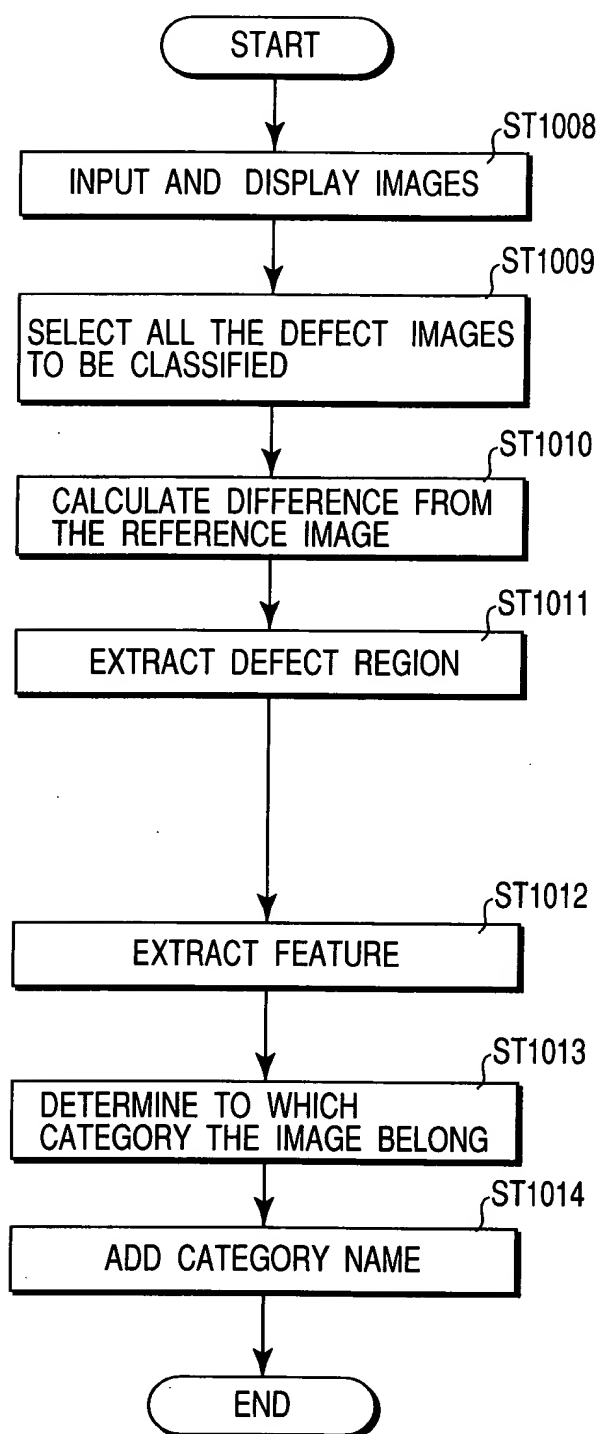 START
ST1008
INPUT AND DISPLAY IMAGES
ST1009
SELECT ALL THE DEFECT IMAGES
TO BE CLASSIFIED
ST1010
CALCULATE DIFFERENCE FROM
THE REFERENCE IMAGE
ST1011
EXTRACT DEFECT REGION
ST1012
EXTRACT FEATURE
ST1013
DETERMINE TO WHICH
CATEGORY THE IMAGE BELONG
ST1014
ADD CATEGORY NAME
END